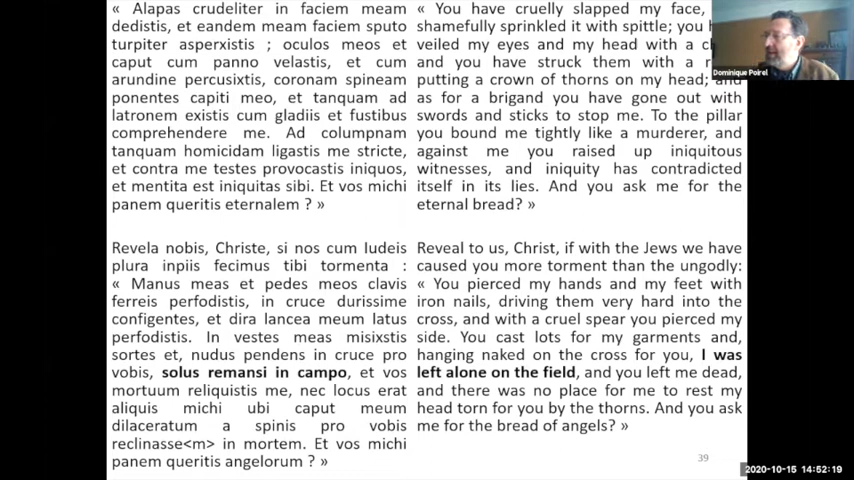 « Alapas crudeliter in faciem meam
dedistis, et eandem meam faciem sputo
turpiter asperxistis ; oculos meos et
caput cum panno velastis, et cum
arundine percusixtis, coronam spineam
ponentes capiti meo, et tanquam ad
latronem existis cum gladiis et fustibus
comprehendere me. Ad columpnam
tanquam homicidam ligastis me stricte,
et contra me testes provocastis iniquos,
et mentita est iniquitas sibi. Et vos michi
panem queritis eternalem ? »
Revela nobis, Christe, si nos cum Iudeis
plura inpiis fecimus tibi tormenta :
« Manus meas et pedes meos clavis
ferreis perfodistis, in cruce durissime
configentes, et dira lancea meum latus
perfodistis. In vestes meas misixstis
sortes et, nudus pendens in cruce pro
vobis, solus remansi in campo, et vos
mortuum reliquistis me, nec locus erat
aliquis michi ubi caput meum
dilaceratum a spinis pro vobis
reclinasse<m> in mortem. Et vos michi
panem queritis angelorum ? »
« You have cruelly slapped my face,
shamefully sprinkled it with spittle; you
veiled my eyes and my head with a
and you have struck them with a
putting a crown of thorns on my head; and
as for a brigand you have gone out with
swords and sticks to stop me. To the pillar
you bound me tightly like a murderer, and
against me you raised up iniquitous
witnesses, and iniquity has contradicted
itself in its lies. And you ask me for the
eternal bread? »
Reveal to us, Christ, if with the Jews we have
caused you more torment than the ungodly:
« You pierced my hands and my feet with
iron nails, driving them very hard into the
cross, and with a cruel spear you pierced my
side. You cast lots for my garments and,
hanging naked on the cross for you, I was
left alone on the field, and you left me dead,
and there was no place for me to rest my
head torn for you by the thorns. And you ask
me for the bread of angels? »
39
Dominique Poirel
2020-10-15 14:52:19